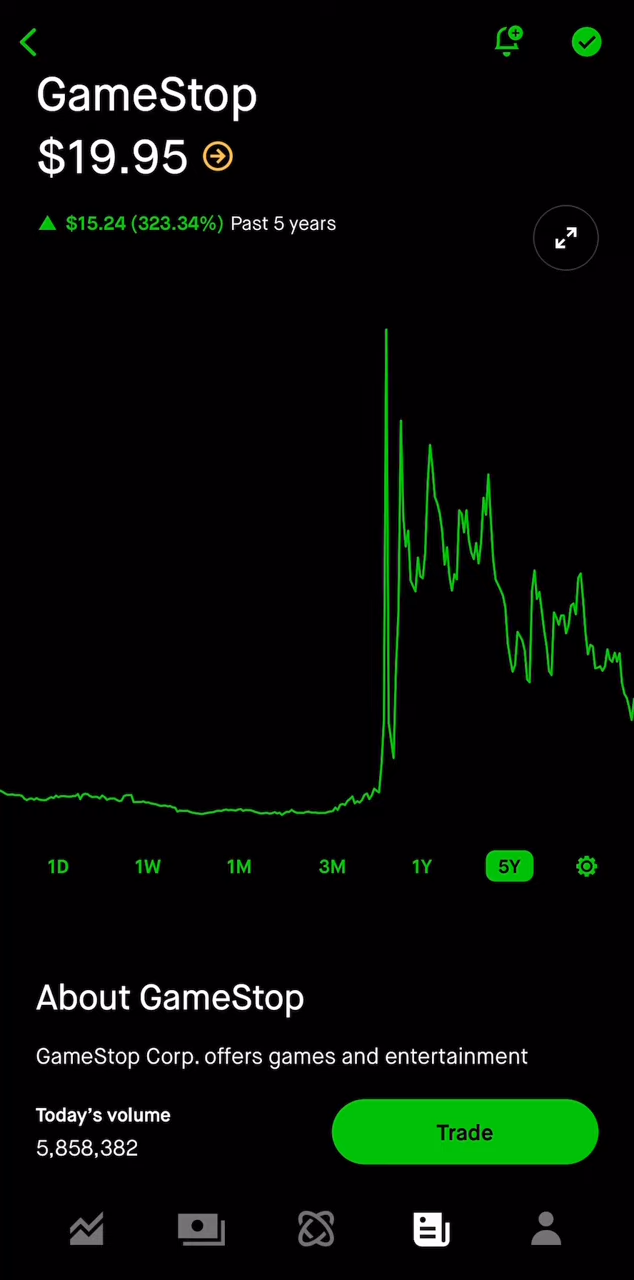 GameStop
$19.95
$15.24 (323.34%) Past 5 years
1D 1W 1M 3M 1Y 5Y
About GameStop
GameStop Corp. offers games and entertainment
Today's volume
5,858,382
Trade